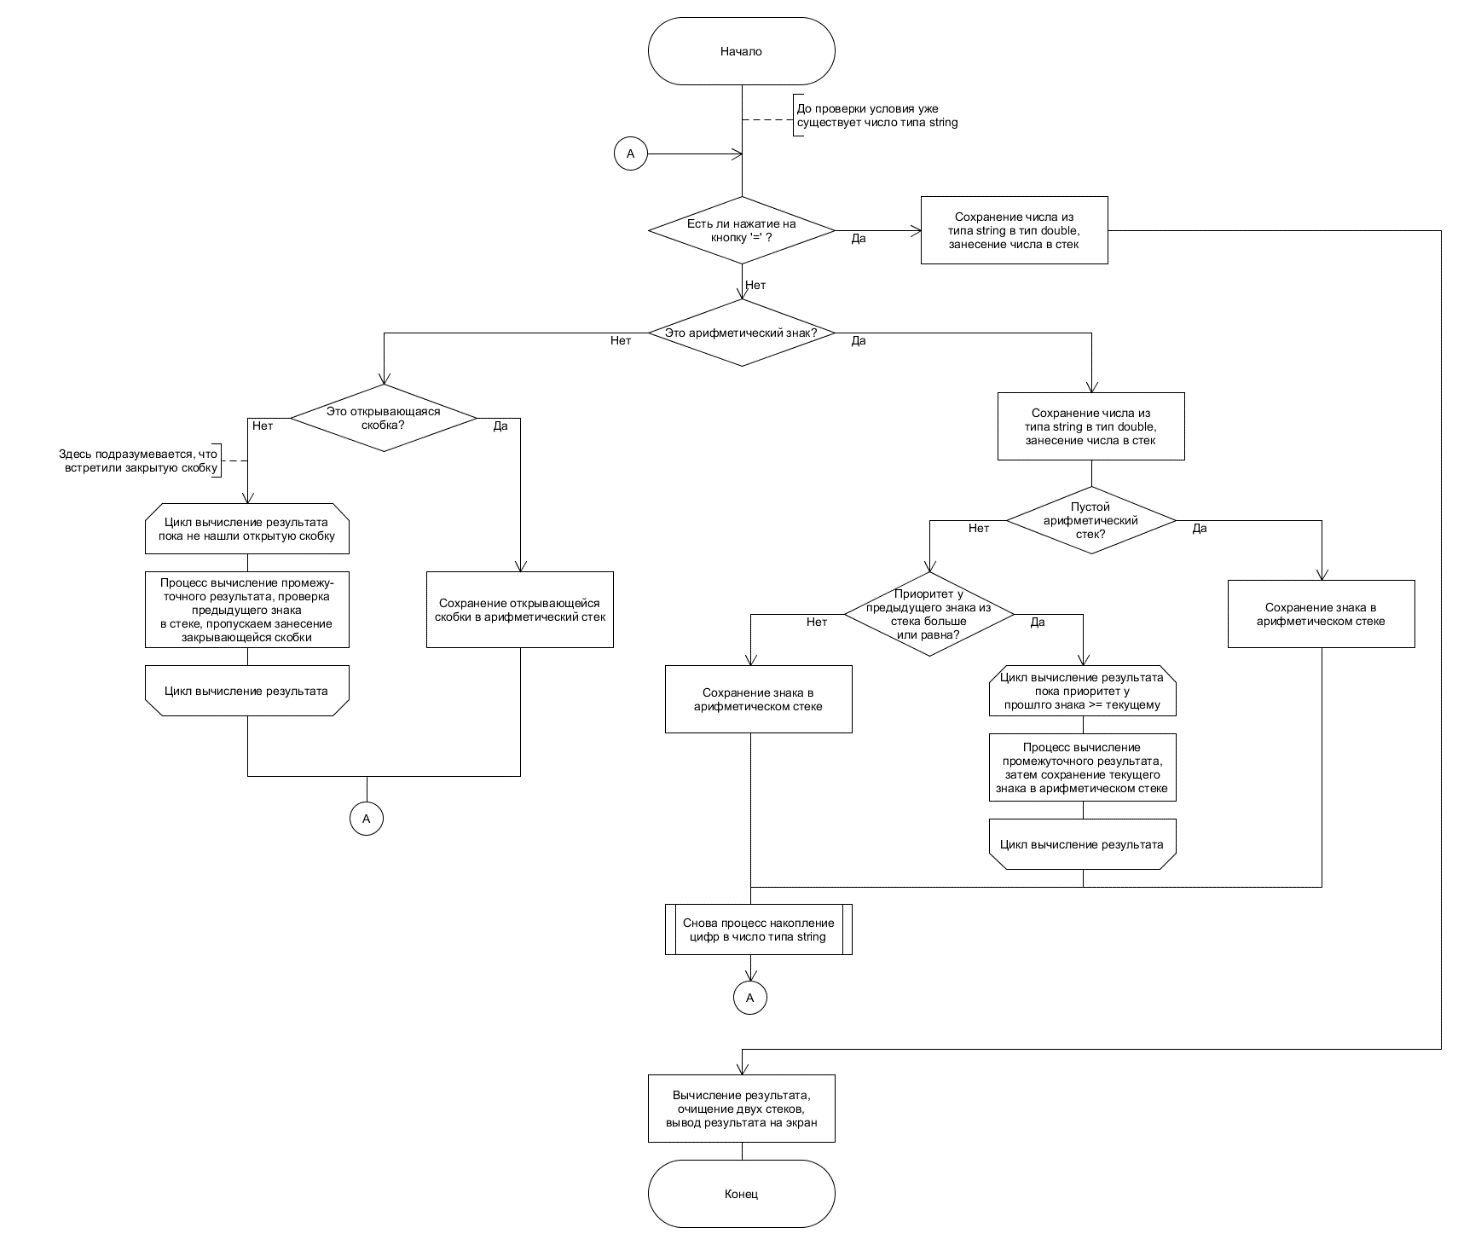 Начало
До проверки условия уже
существует число типа string
А
Есть ли нажатие на
кнопку '=' ?
Да
Сохранение числа из
типа string в тип double,
занесение числа в стек
Нет
Это арифметический знак?
Нет
Да
Это открывающаяся
скобка?
Нет
Да
Здесь подразумевается, что
встретили закрытую скобку
Цикл вычисление результата
пока не нашли открытую скобку
Процесс вычисление промежу-
точного результата, проверка
предыдущего знака
в стеке, пропускаем занесение
закрывающейся скобки
Цикл вычисление результата
Сохранение открывающейся
скобки в арифметический стек
А
Сохранение числа из
типа string в тип double,
занесение числа в стек
Пустой
арифметический
стек?
Нет
Да
Приоритет у
предыдущего знака из
стека больше
или равна?
Нет
Да
Сохранение знака в
арифметическом стеке
Сохранение знака в
арифметическом стеке
Цикл вычисление результата
пока приоритет у
прошлго знака >= текущему
Процесс вычисление
промежуточного результата,
затем сохранение текущего
знака в арифметическом стеке
Цикл вычисление результата
Снова процесс накопление
цифр в число типа string
А
Вычисление результата,
очищение двух стеков,
вывод результата на экран
Конец